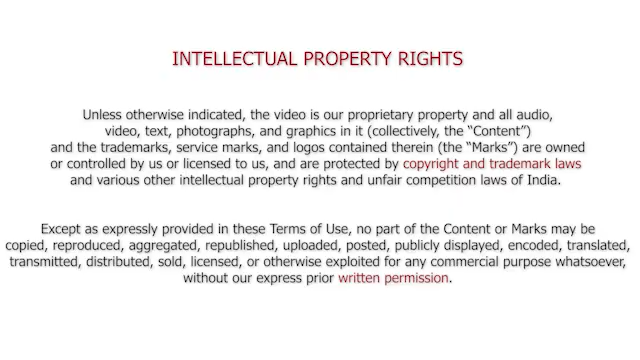 INTELLECTUAL PROPERTY RIGHTS
Unless otherwise indicated, the video is our proprietary property and all audio,
video, text, photographs, and graphics in it (collectively, the “Content”)
and the trademarks, service marks, and logos contained therein (the “Marks”) are owned
or controlled by us or licensed to us, and are protected by copyright and trademark laws
and various other intellectual property rights and unfair competition laws of India.
Except as expressly provided in these Terms of Use, no part of the Content or Marks may be
copied, reproduced, aggregated, republished, uploaded, posted, publicly displayed, encoded, translated,
transmitted, distributed, sold, licensed, or otherwise exploited for any commercial purpose whatsoever,
without our express prior written permission.